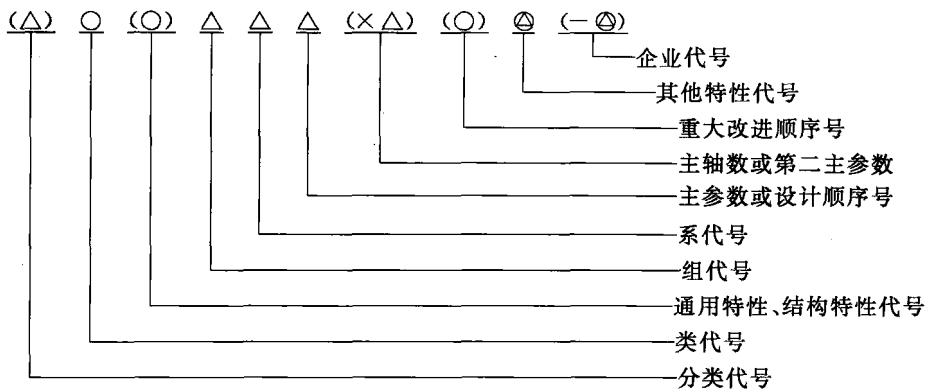 (△) ○ (○) △ △ △ (×△) (○) ◬ (-◬)
企业代号
其他特性代号
重大改进顺序号
主轴数或第二主参数
主参数或设计顺序号
系代号
组代号
通用特性、结构特性代号
类代号
分类代号